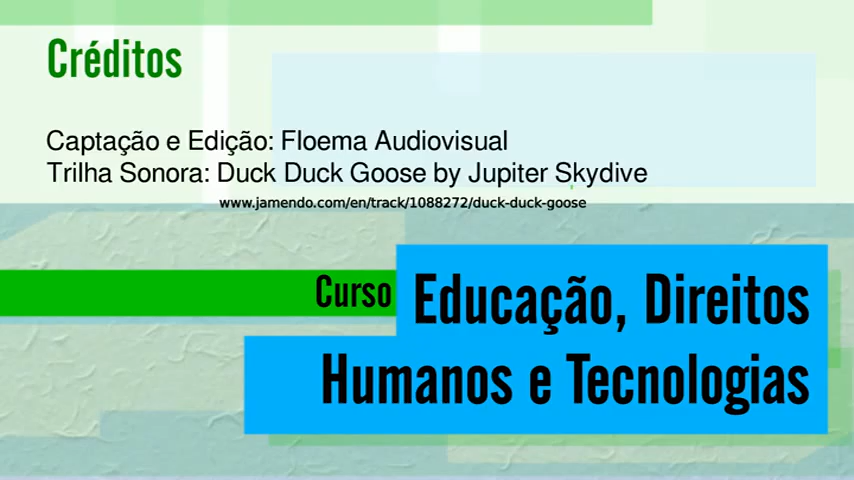 Créditos
Captação e Edição: Floema Audiovisual
Trilha Sonora: Duck Duck Goose by Jupiter Skydive
www.jamendo.com/en/track/1088272/duck-duck-goose
Curso Educação, Direitos
Humanos e Tecnologias